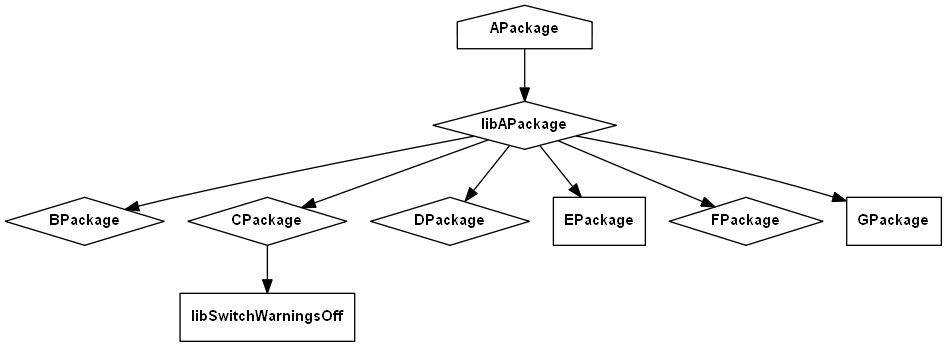 APackage
libAPackage
BPackage
CPackage
DPackage
EPackage
FPackage
GPackage
libSwitchWarningsOff